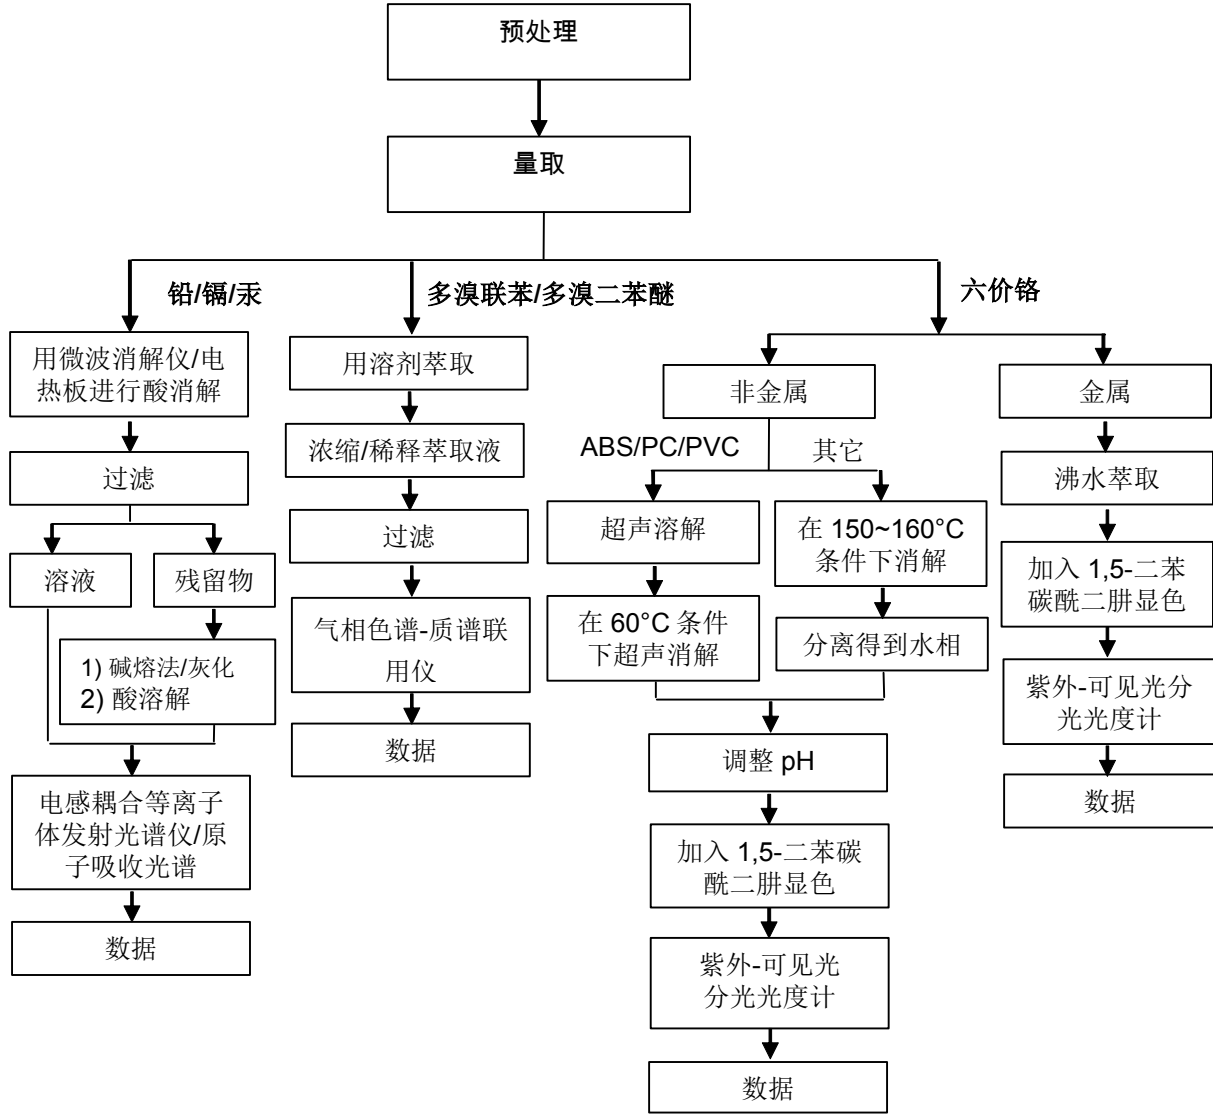 预处理
量取
铅/镉/汞
多溴联苯/多溴二苯醚
六价铬
用微波消解仪/电
热板进行酸消解
过滤
溶液
残留物
1) 碱熔法/灰化
2) 酸溶解
电感耦合等离子
体发射光谱仪/原
子吸收光谱
数据
用溶剂萃取
浓缩/稀释萃取液
过滤
气相色谱-质谱联
用仪
数据
非金属
ABS/PC/PVC
其它
超声溶解
在 60°C 条件
下超声消解
在 150~160°C
条件下消解
分离得到水相
调整 pH
加入 1,5-二苯碳
酰二肼显色
紫外-可见光
分光光度计
数据
金属
沸水萃取
加入 1,5-二苯
碳酰二肼显色
紫外-可见光分
光光度计
数据